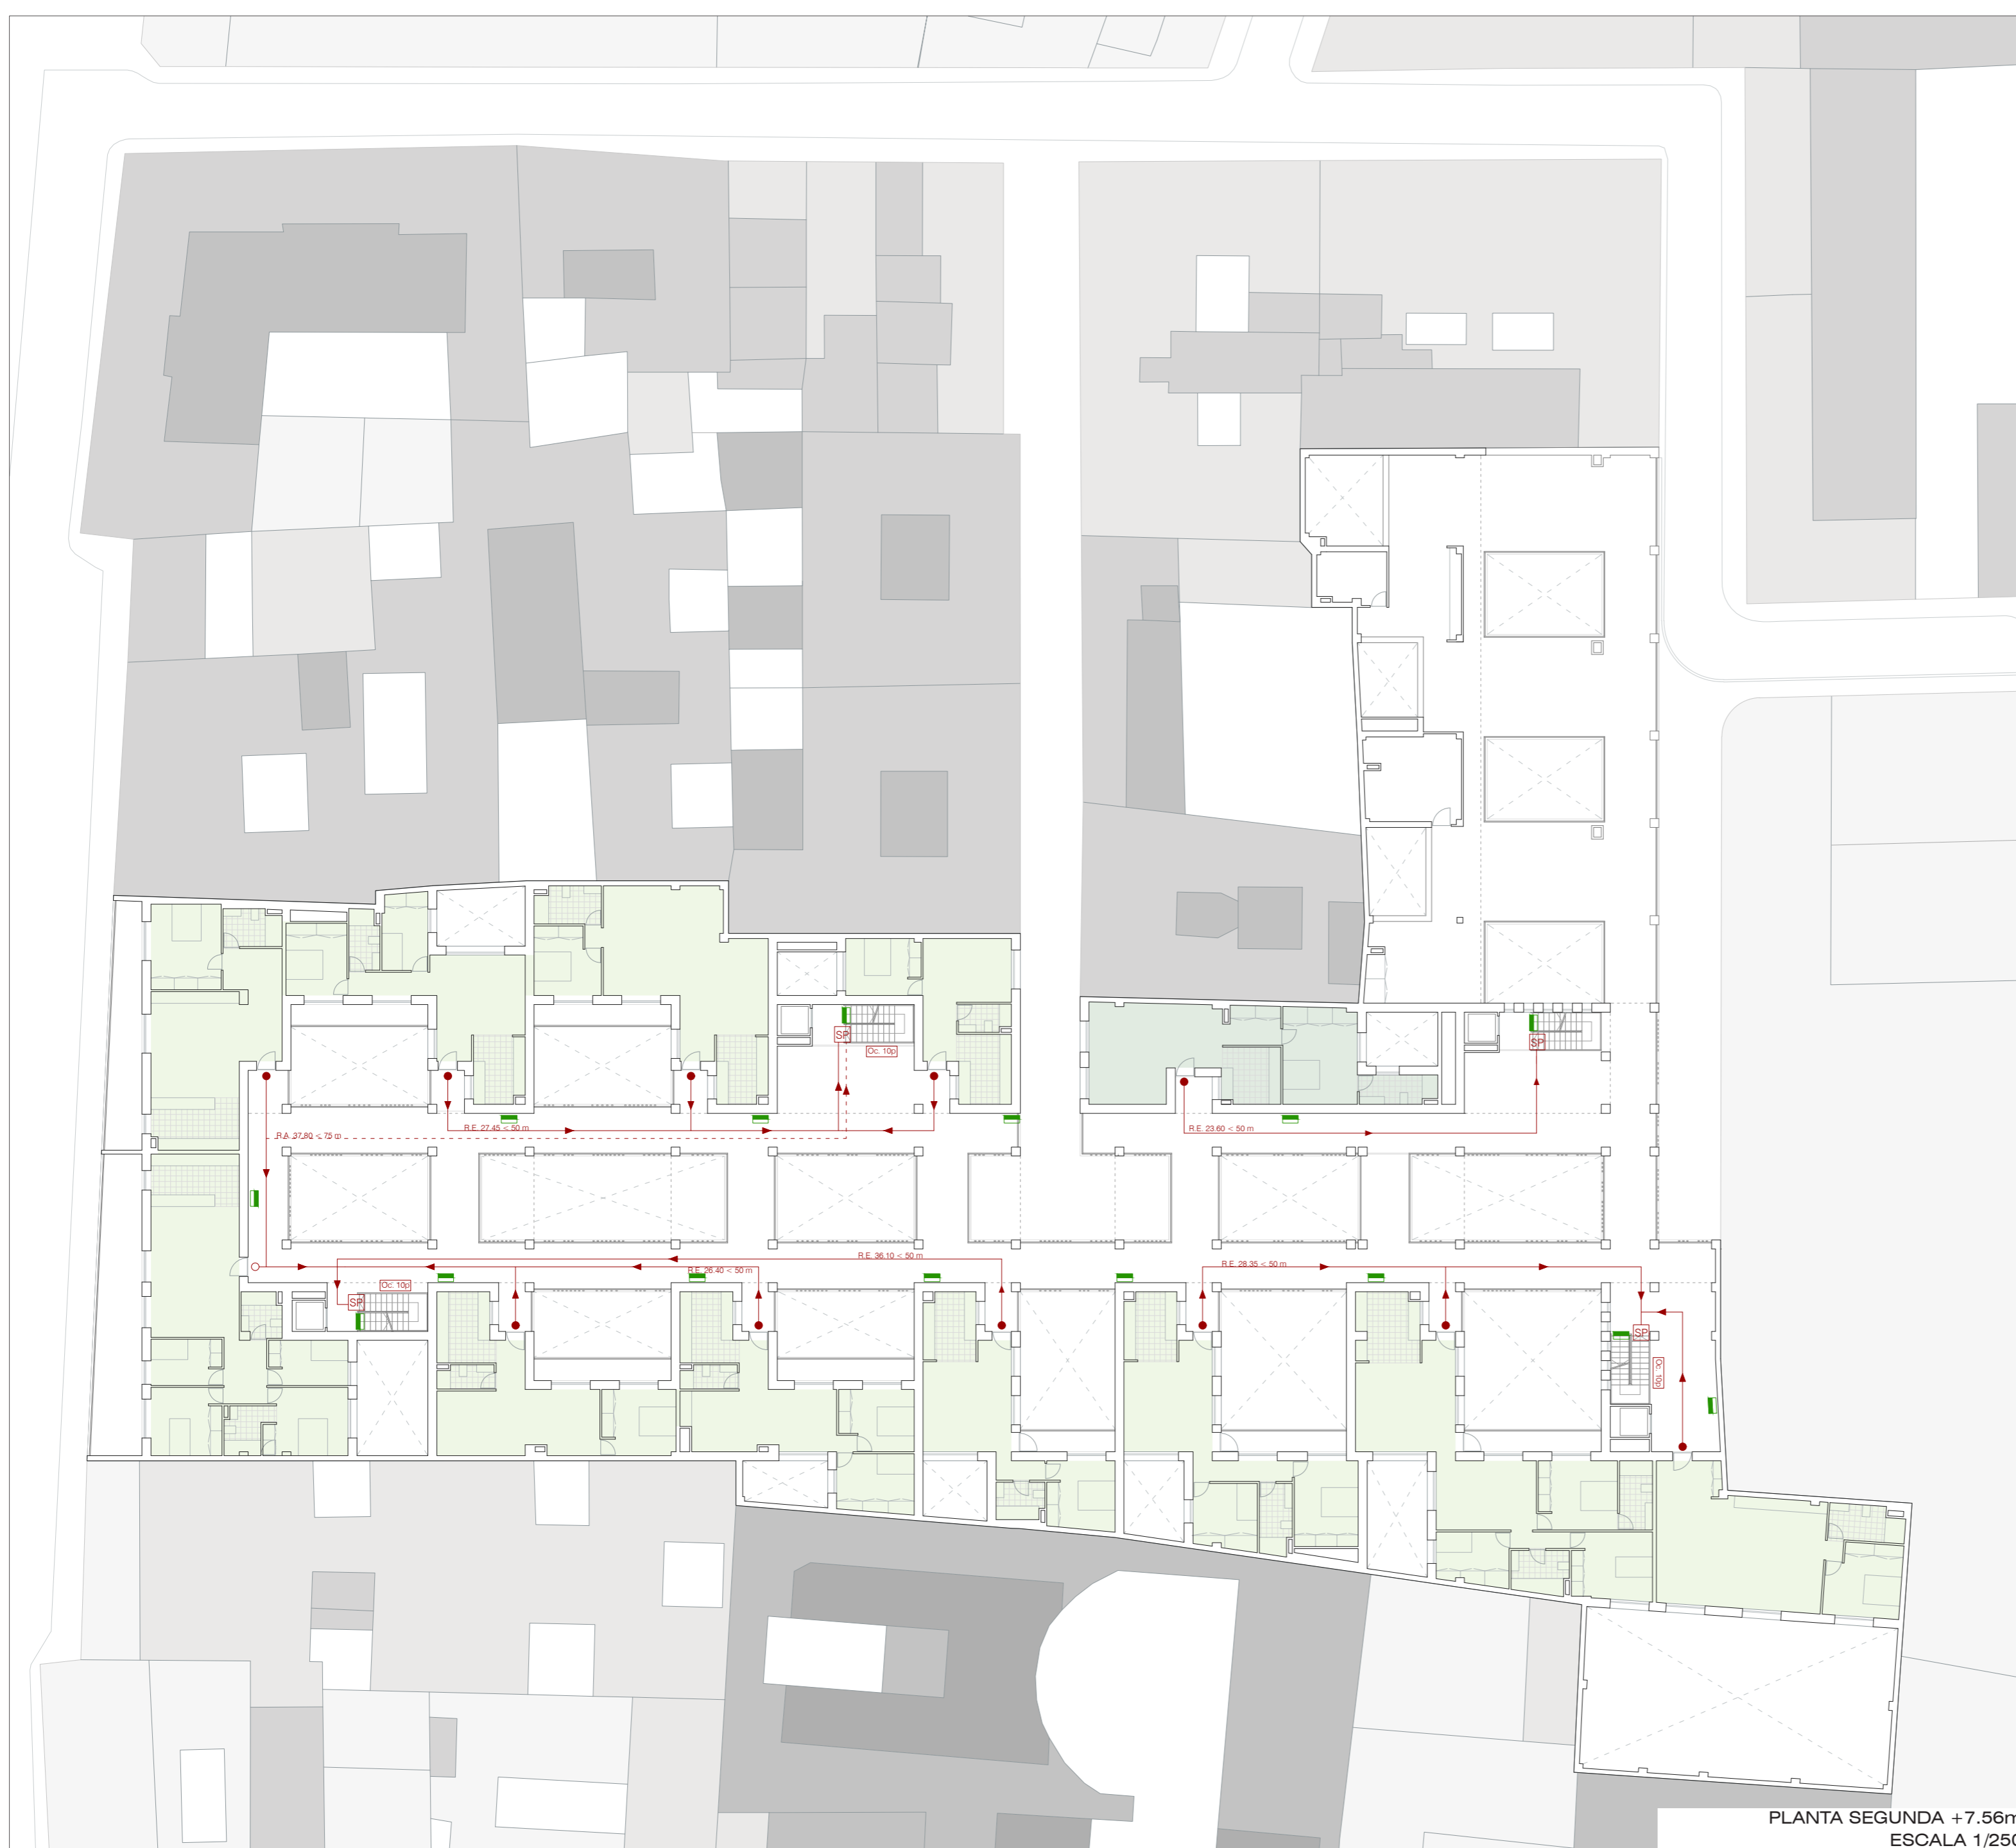 SP
Oc. 10p
SP
R.E. 27.45 < 50 m
R.A. 37.80 < 75 m
R.E. 23.60 < 50 m
R.E. 36.10 < 50 m
R.E. 26.40 < 50 m
R.E. 28.35 < 50 m
Oc. 10p
SP
SP
Oc. 10p
PLANTA SEGUNDA +7.56m
ESCALA 1/250